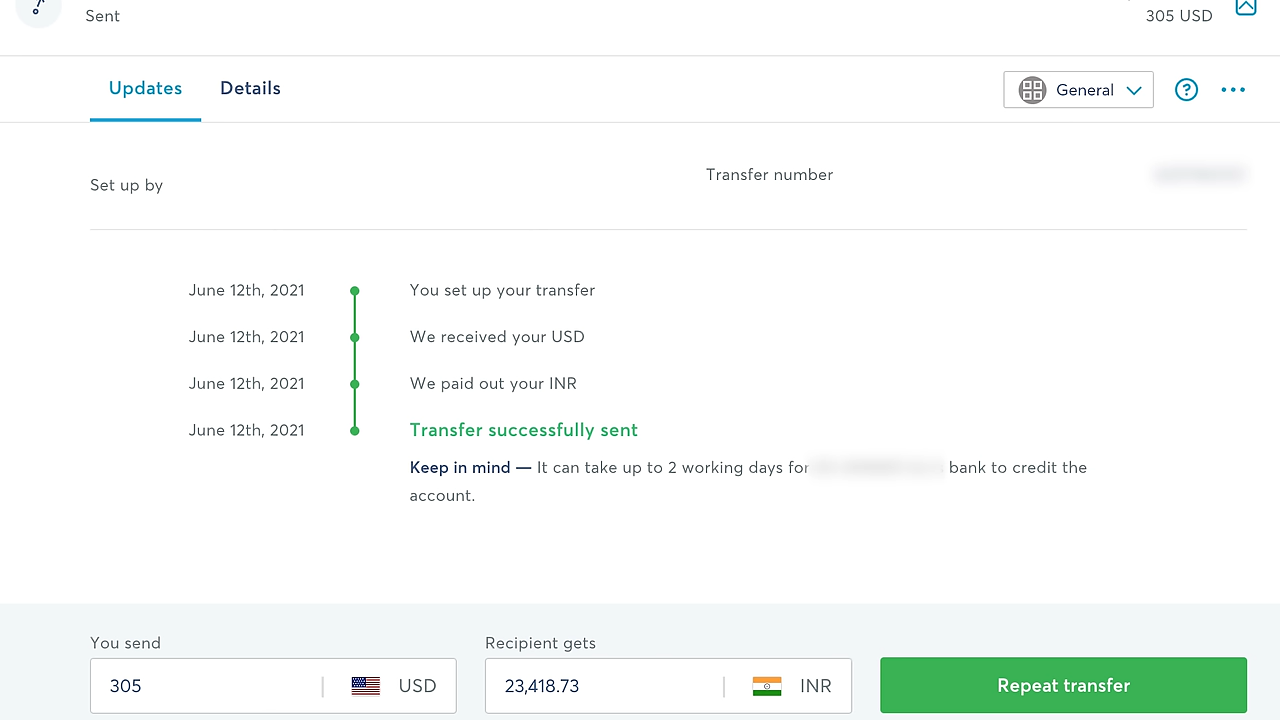 Sent
305 USD
Updates
Details
General
Set up by
Transfer number
June 12th, 2021
You set up your transfer
June 12th, 2021
We received your USD
June 12th, 2021
We paid out your INR
June 12th, 2021
Transfer successfully sent
Keep in mind — It can take up to 2 working days for bank to credit the
account.
You send
Recipient gets
305
USD
23,418.73
INR
Repeat transfer